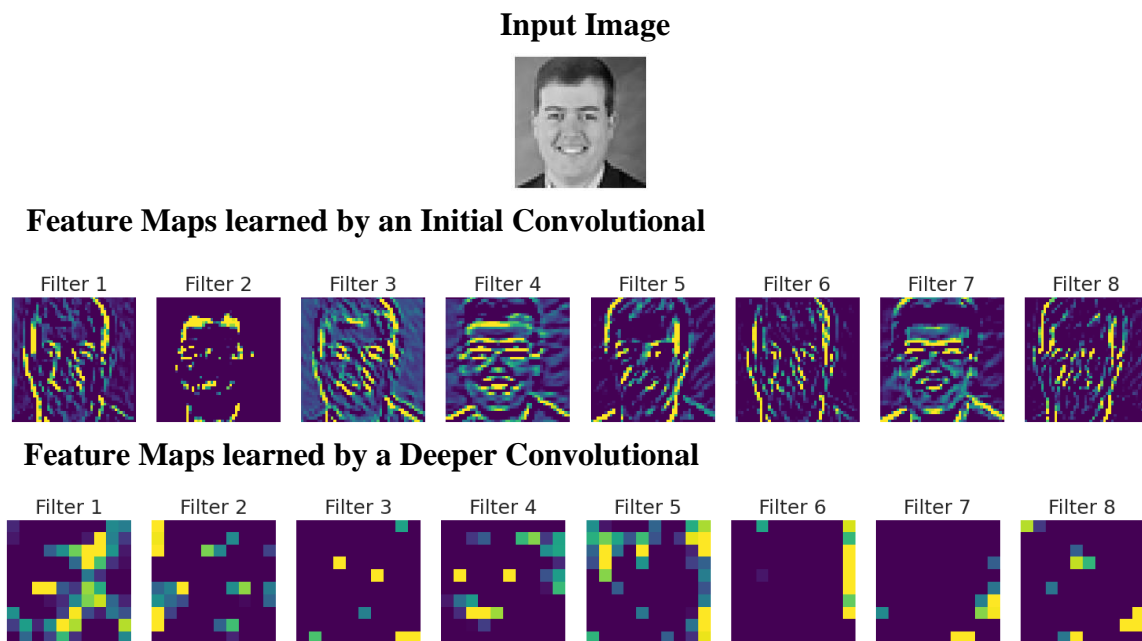 Input Image
Feature Maps learned by an Initial Convolutional
Filter 1 Filter 2 Filter 3 Filter 4 Filter 5 Filter 6 Filter 7 Filter 8
Feature Maps learned by a Deeper Convolutional
Filter 1 Filter 2 Filter 3 Filter 4 Filter 5 Filter 6 Filter 7 Filter 8